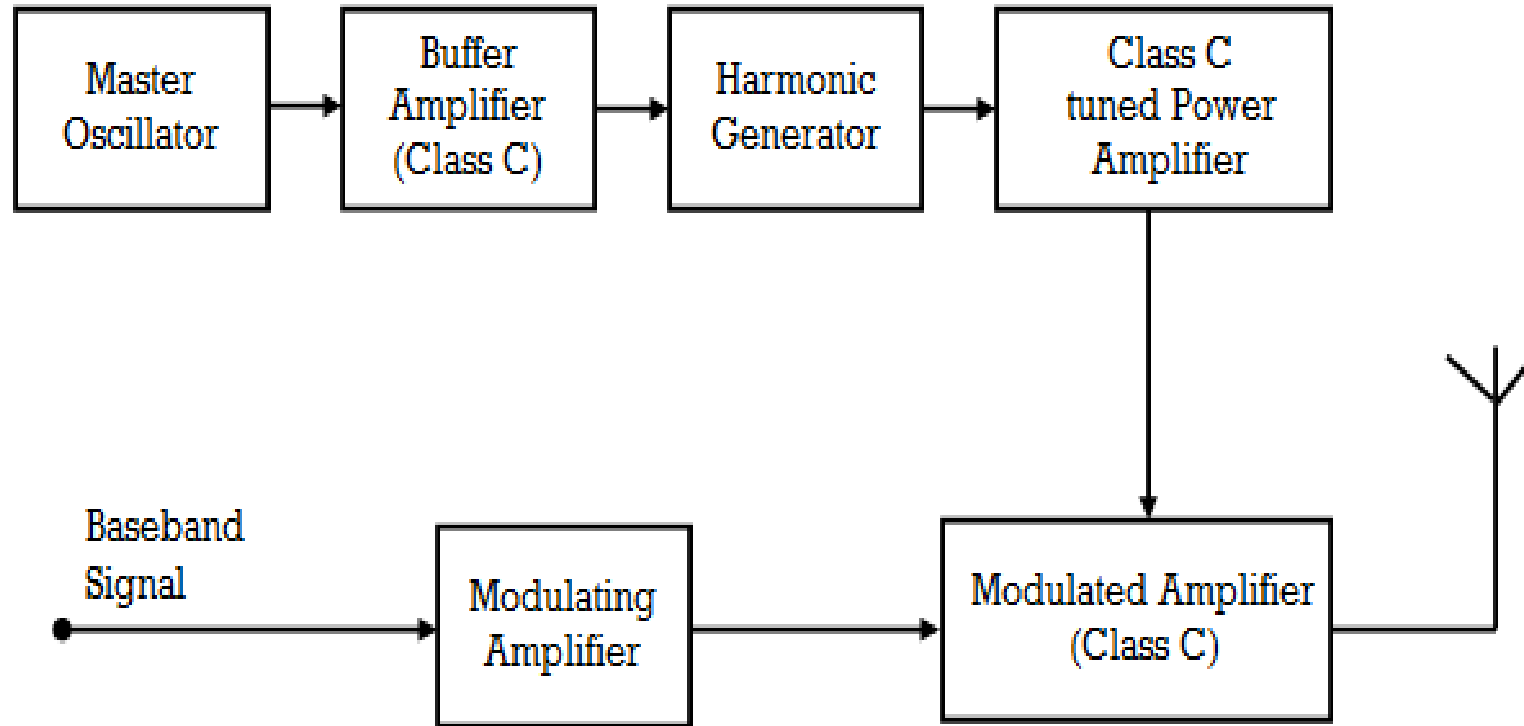 Master
Oscillator
Buffer
Amplifier
(Class C)
Harmonic
Generator
Class C
tuned Power
Amplifier
Baseband
Signal
Modulating
Amplifier
Modulated Amplifier
(Class C)